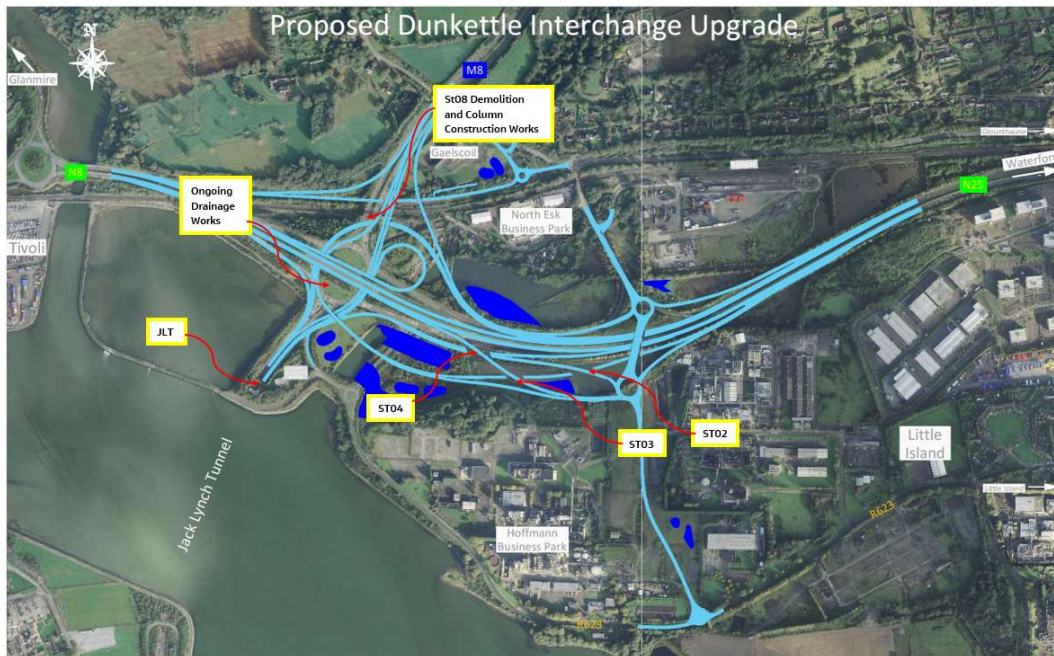 Proposed Dunkettle Interchange Upgrade
N
Glanmire
M8
St08 Demolition
and Column
Construction Works
Gaelscoil
Glounthaune
Waterford
N8
N25
Ongoing
Drainage
Works
North Esk
Business Park
Tivoli
JLT
ST04
ST03
ST02
Little
Island
Little Island
Jack Lynch Tunnel
Hoffmann
Business Park
R623
R623